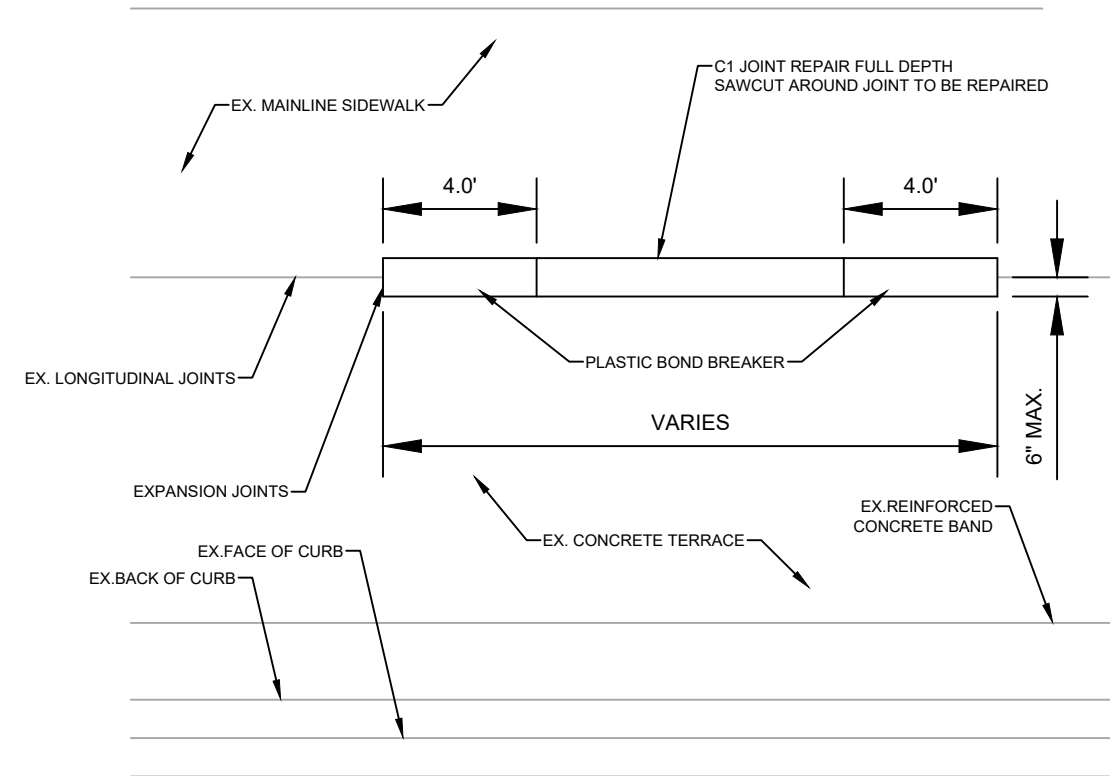 C1 JOINT REPAIR FULL DEPTH
SAWCUT AROUND JOINT TO BE REPAIRED
EX. MAINLINE SIDEWALK
4.0'
4.0'
EX. LONGITUDINAL JOINTS
PLASTIC BOND BREAKER
VARIES
6" MAX.
EXPANSION JOINTS
EX.REINFORCED
CONCRETE BAND
EX. CONCRETE TERRACE
EX.FACE OF CURB
EX.BACK OF CURB